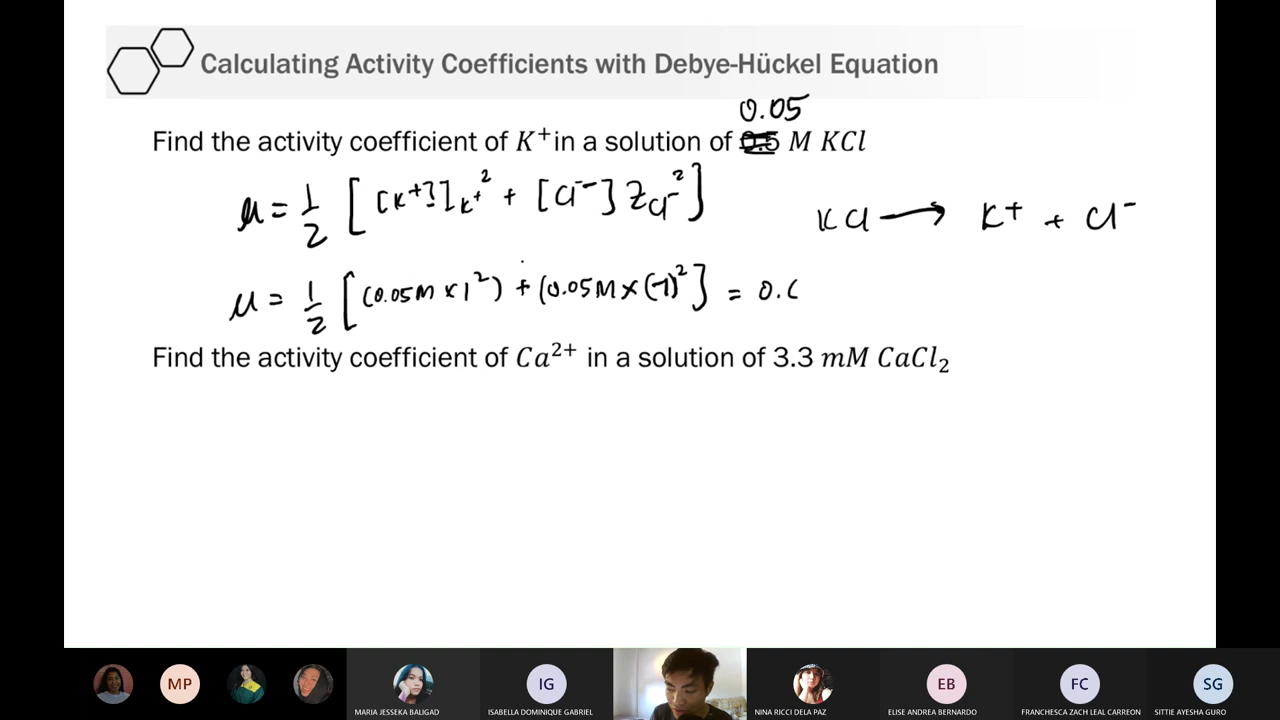 Calculating Activity Coefficients with Debye-Hückel Equation
0.05
Find the activity coefficient of K⁺ in a solution of 0.5 M KCl
μ = 1/2 [[K⁺]Z_K⁺² + [Cl⁻] Z_Cl⁻²]
KCl → K⁺ + Cl⁻
μ = 1/2 [(0.05M × 1²) + (0.05M × (-1)²] = 0.0
Find the activity coefficient of Ca²⁺ in a solution of 3.3 mM CaCl₂
MP
IG
EB
FC
SG
MARIA JESSEKA BALIGAD
ISABELLA DOMINIQUE GABRIEL
NINA RICCI DELA PAZ
ELISE ANDREA BERNARDO
FRANCHESCA ZACH LEAL CARREON
SITTIE AYESHA GURO